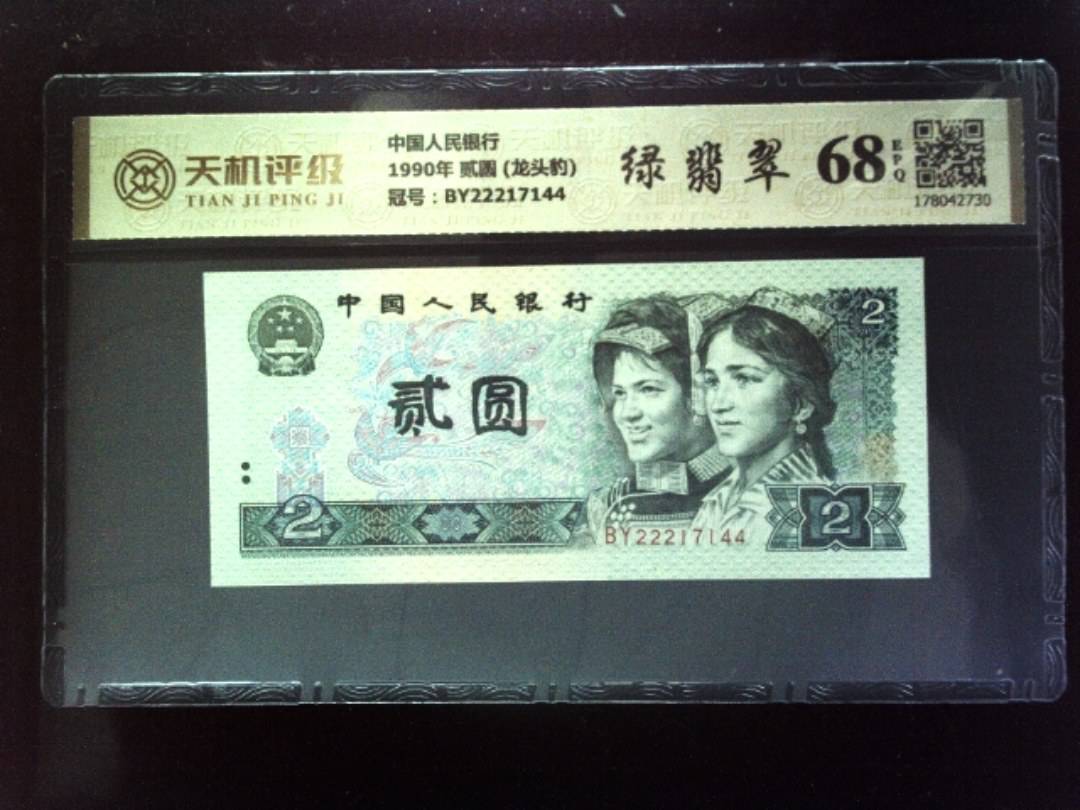 天机评级
TIAN JI PING JI
中国人民银行
1990年 贰圆 (龙头豹)
冠号：BY22217144
绿翡翠
68
EPQ
178042730
中国人民银行
2
贰圆
2
BY22217144
2